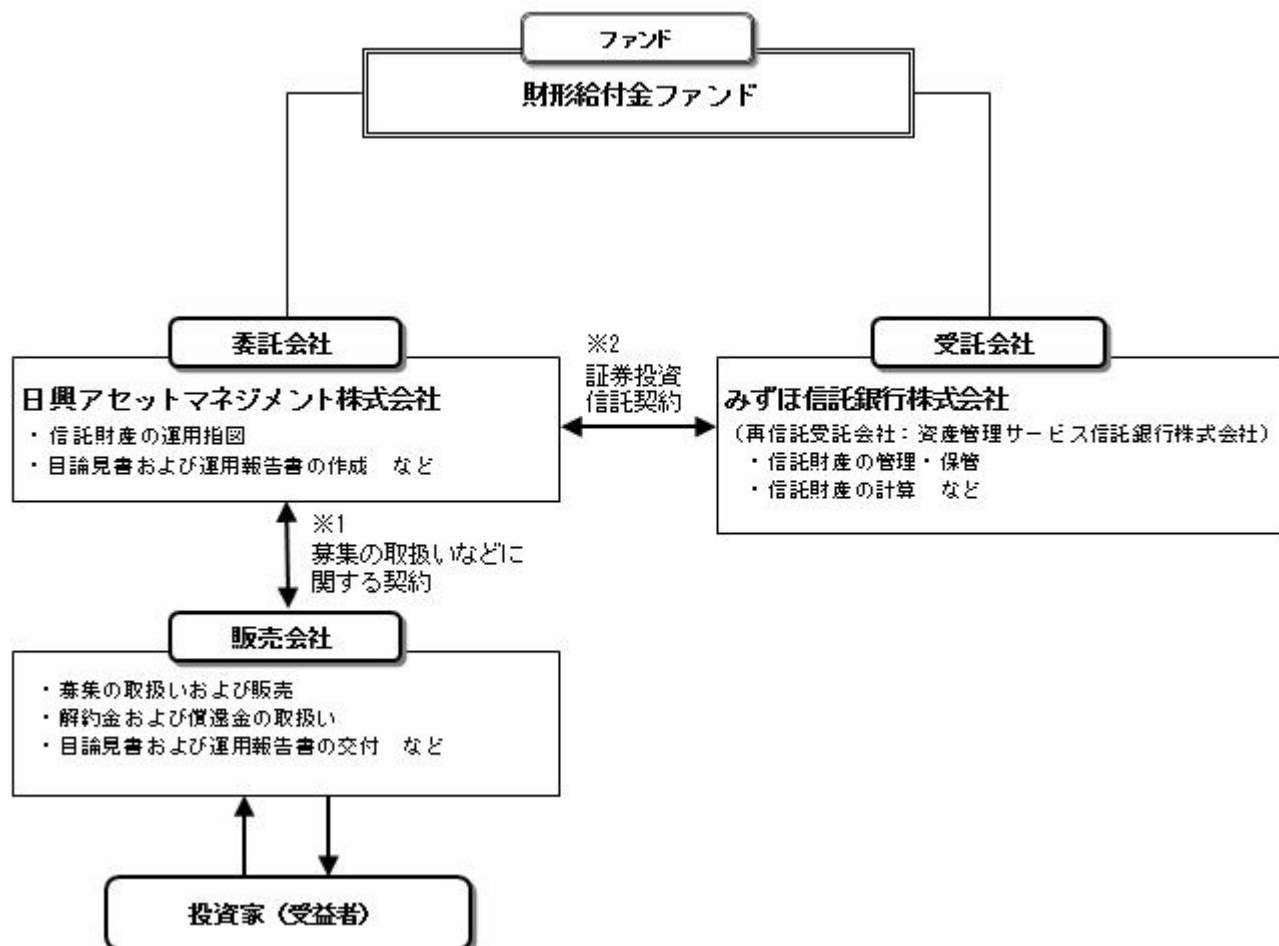 ファンド
財形給付金ファンド
委託会社
日興アセットマネジメント株式会社
・信託財産の運用指図
・目論見書および運用報告書の作成　など
※2
証券投資
信託契約
受託会社
みずほ信託銀行株式会社
（再信託受託会社：資産管理サービス信託銀行株式会社）
・信託財産の管理・保管
・信託財産の計算　など
※1
募集の取扱いなどに
関する契約
販売会社
・募集の取扱いおよび販売
・解約金および償還金の取扱い
・目論見書および運用報告書の交付　など
投資家（受益者）